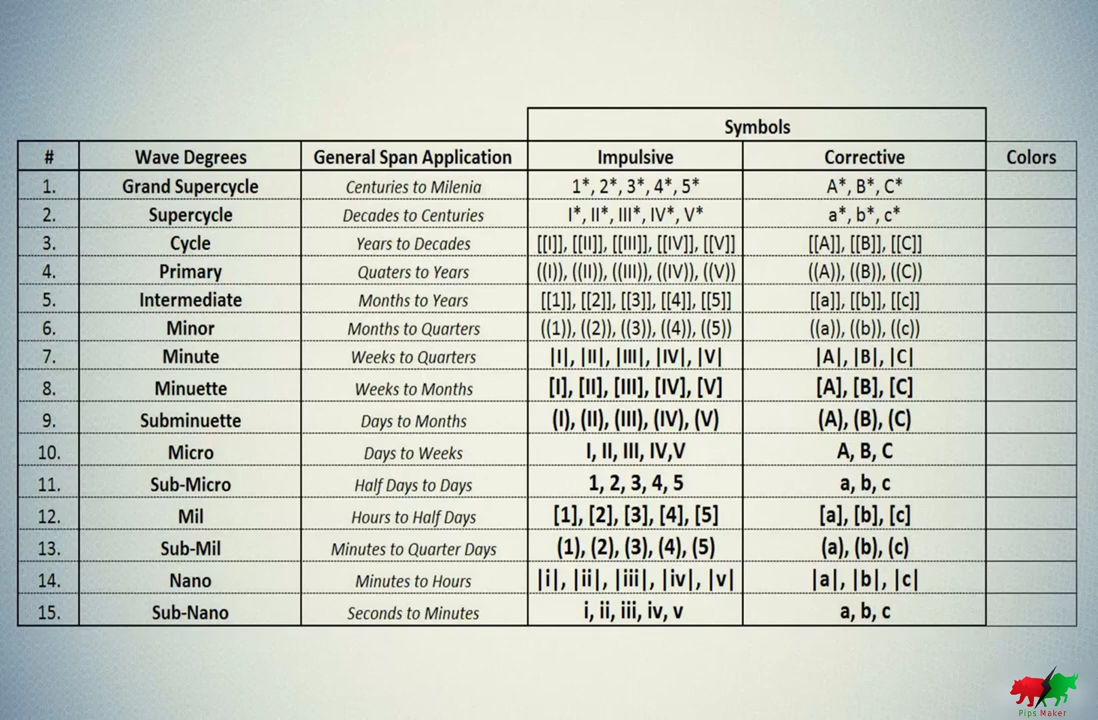 Symbols
# Wave Degrees General Span Application Impulsive Corrective Colors
1. Grand Supercycle Centuries to Milenia 1*, 2*, 3*, 4*, 5* A*, B*, C*
2. Supercycle Decades to Centuries I*, II*, III*, IV*, V* a*, b*, c*
3. Cycle Years to Decades [[I]], [[II]], [[III]], [[IV]], [[V]] [[A]], [[B]], [[C]]
4. Primary Quaters to Years ((I)), ((II)), ((III)), ((IV)), ((V)) ((A)), ((B)), ((C))
5. Intermediate Months to Years [[1]], [[2]], [[3]], [[4]], [[5]] [[a]], [[b]], [[c]]
6. Minor Months to Quarters ((1)), ((2)), ((3)), ((4)), ((5)) ((a)), ((b)), ((c))
7. Minute Weeks to Quarters |I|, |II|, |III|, |IV|, |V| |A|, |B|, |C|
8. Minuette Weeks to Months [I], [II], [III], [IV], [V] [A], [B], [C]
9. Subminuette Days to Months (I), (II), (III), (IV), (V) (A), (B), (C)
10. Micro Days to Weeks I, II, III, IV,V A, B, C
11. Sub-Micro Half Days to Days 1, 2, 3, 4, 5 a, b, c
12. Mil Hours to Half Days [1], [2], [3], [4], [5] [a], [b], [c]
13. Sub-Mil Minutes to Quarter Days (1), (2), (3), (4), (5) (a), (b), (c)
14. Nano Minutes to Hours |i|, |ii|, |iii|, |iv|, |v| |a|, |b|, |c|
15. Sub-Nano Seconds to Minutes i, ii, iii, iv, v a, b, c
Pips Maker